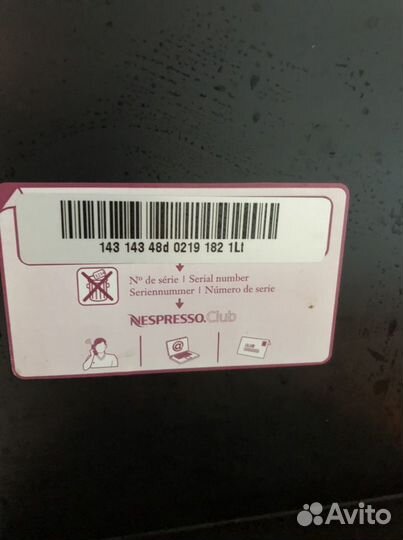 143 143 48d 0219 182 1Lt
Nº de série | Serial number
Seriennummer | Número de serie
NESPRESSO.Club
@
Avito